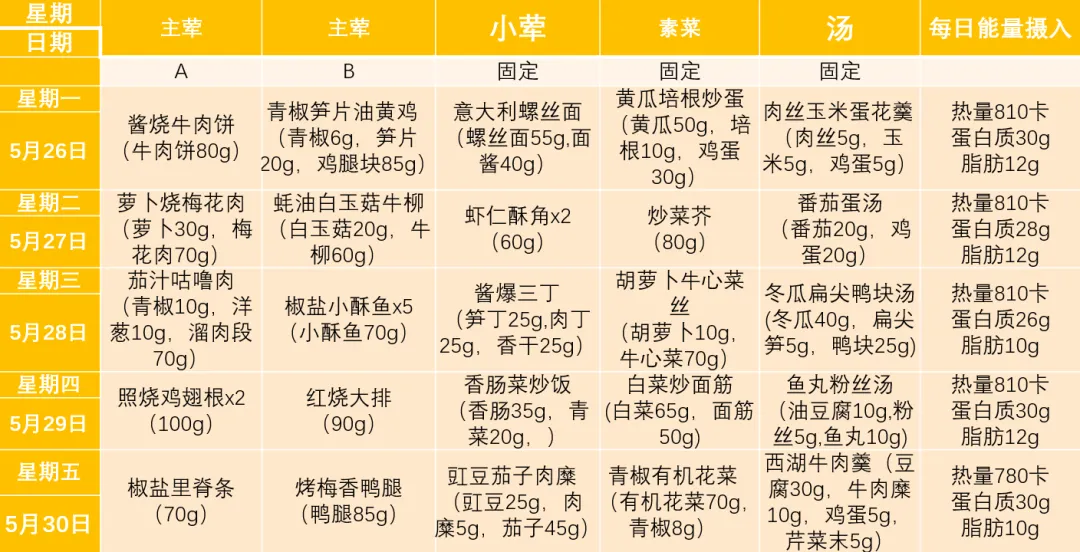 星期
日期
主荤
主荤
小荤
素菜
汤
每日能量摄入
A
B
固定
固定
固定
星期一
5月26日
酱烧牛肉饼
（牛肉饼80g）
青椒笋片油黄鸡
（青椒6g，笋片
20g，鸡腿块85g）
意大利螺丝面
（螺丝面55g,面
酱40g）
黄瓜培根炒蛋
（黄瓜50g，培
根10g，鸡蛋
30g）
肉丝玉米蛋花羹
（肉丝5g，玉
米5g，鸡蛋5g）
热量810卡
蛋白质30g
脂肪12g
星期二
5月27日
萝卜烧梅花肉
（萝卜30g，梅
花肉70g）
蚝油白玉菇牛柳
（白玉菇20g，牛
柳60g）
虾仁酥角x2
（60g）
炒菜芥
（80g）
番茄蛋汤
（番茄20g，鸡
蛋20g）
热量810卡
蛋白质28g
脂肪12g
星期三
5月28日
茄汁咕噜肉
（青椒10g，洋
葱10g，溜肉段
70g）
椒盐小酥鱼x5
（小酥鱼70g）
酱爆三丁
（笋丁25g,肉丁
25g，香干25g）
胡萝卜牛心菜
丝
（胡萝卜10g，
牛心菜70g）
冬瓜扁尖鸭块汤
(冬瓜40g，扁尖
笋5g，鸭块25g)
热量810卡
蛋白质26g
脂肪10g
星期四
5月29日
照烧鸡翅根x2
（100g）
红烧大排
（90g）
香肠菜炒饭
（香肠35g，青
菜20g，）
白菜炒面筋
(白菜65g，面筋
50g）
鱼丸粉丝汤
（油豆腐10g,粉
丝5g,鱼丸10g）
热量810卡
蛋白质30g
脂肪12g
星期五
5月30日
椒盐里脊条
（70g）
烤梅香鸭腿
（鸭腿85g）
豇豆茄子肉糜
（豇豆25g，肉
糜5g，茄子45g）
青椒有机花菜
（有机花菜70g，
青椒8g）
西湖牛肉羹（豆
腐30g，牛肉糜
10g，鸡蛋5g，
芹菜末5g）
热量780卡
蛋白质30g
脂肪10g